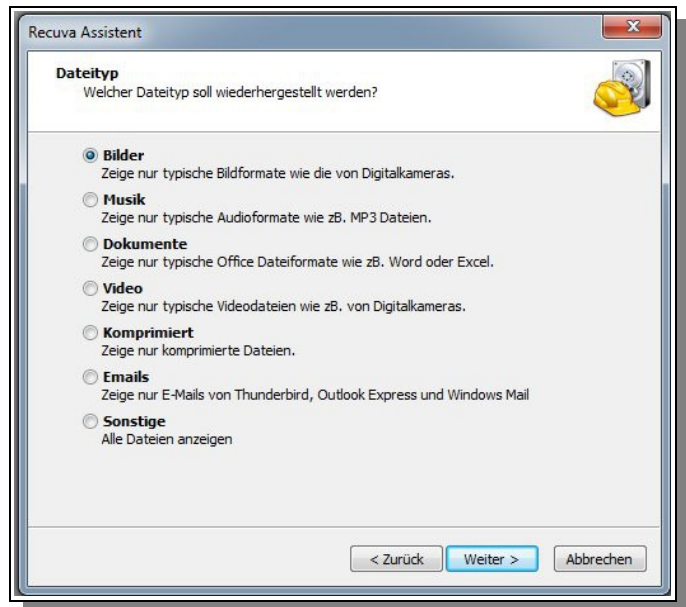 Recuva Assistent
Dateityp
Welcher Dateityp soll wiederhergestellt werden?
Bilder
Zeige nur typische Bildformate wie die von Digitalkameras.
Musik
Zeige nur typische Audioformate wie zB. MP3 Dateien.
Dokumente
Zeige nur typische Office Dateiformate wie zB. Word oder Excel.
Video
Zeige nur typische Videodateien wie zB. von Digitalkameras.
Komprimiert
Zeige nur komprimierte Dateien.
Emails
Zeige nur E-Mails von Thunderbird, Outlook Express und Windows Mail
Sonstige
Alle Dateien anzeigen
< Zurück Weiter > Abbrechen